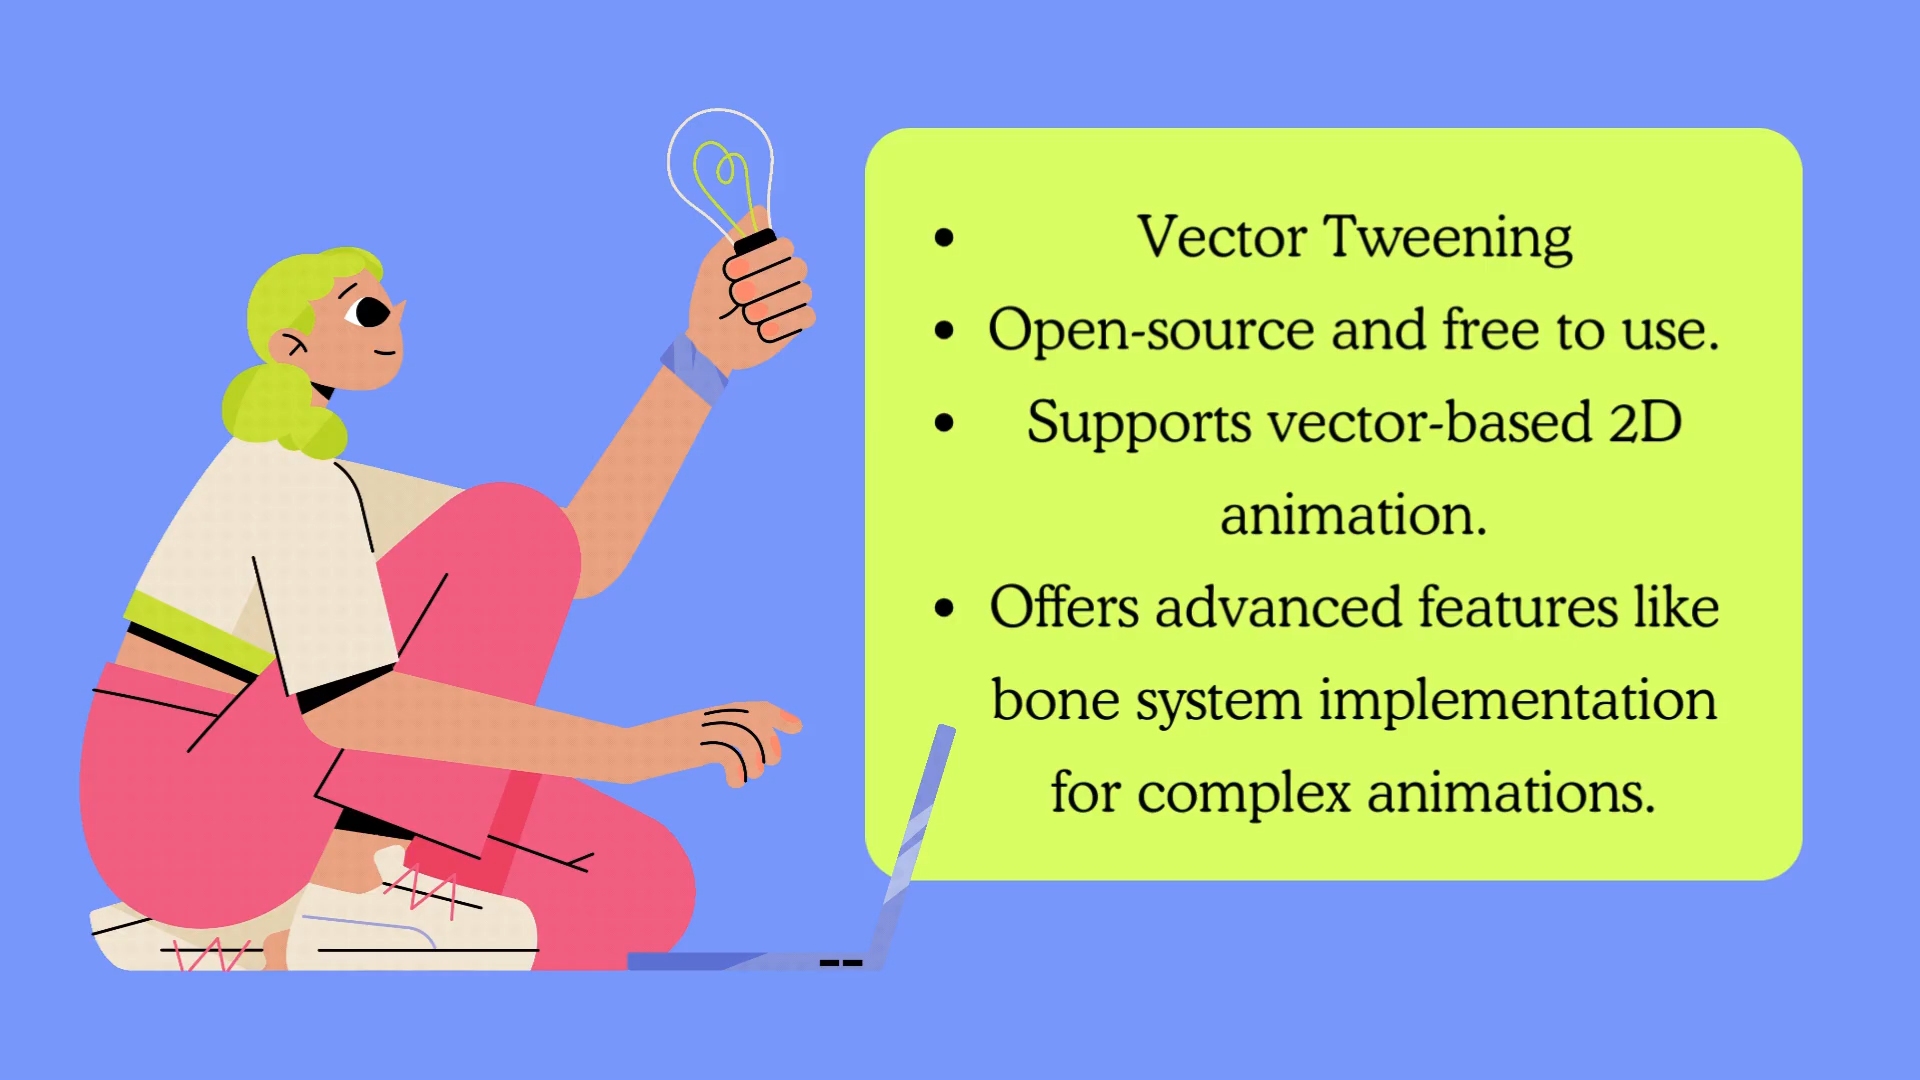 • Vector Tweening
• Open-source and free to use.
• Supports vector-based 2D
animation.
• Offers advanced features like
bone system implementation
for complex animations.